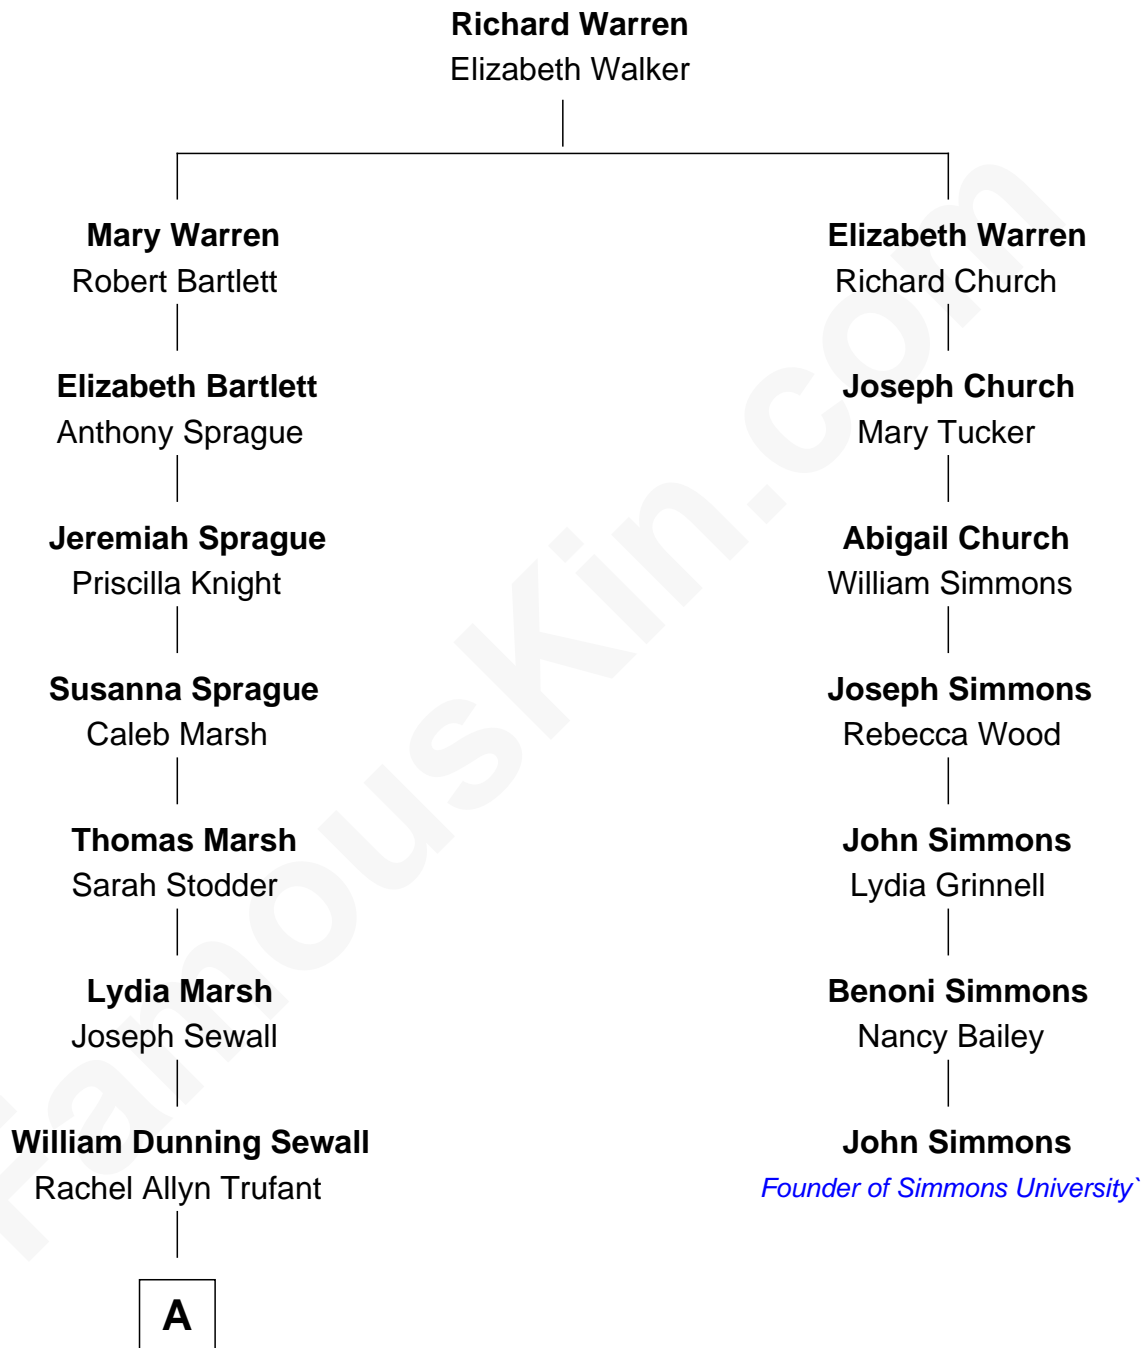 Richard Warren
Elizabeth Walker
Mary Warren
Robert Bartlett
Elizabeth Bartlett
Anthony Sprague
Jeremiah Sprague
Priscilla Knight
Susanna Sprague
Caleb Marsh
Thomas Marsh
Sarah Stodder
Lydia Marsh
Joseph Sewall
William Dunning Sewall
Rachel Allyn Trufant
A
Elizabeth Warren
Richard Church
Joseph Church
Mary Tucker
Abigail Church
William Simmons
Joseph Simmons
Rebecca Wood
John Simmons
Lydia Grinnell
Benoni Simmons
Nancy Bailey
John Simmons
Founder of Simmons University`
FamousKin.com